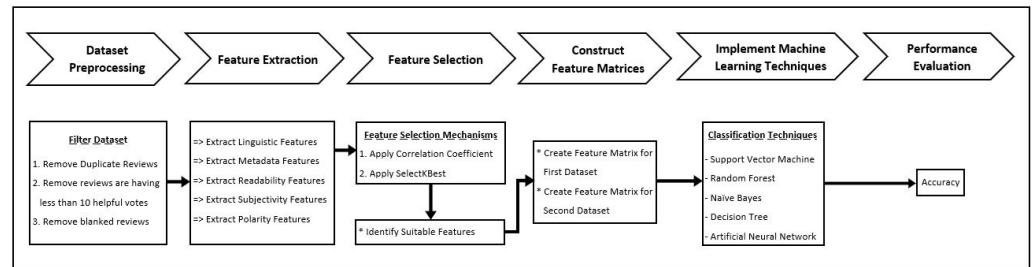 Dataset
Preprocessing
Feature Extraction
Feature Selection
Construct
Feature Matrices
Implement Machine
Learning Techniques
Performance
Evaluation
Filter Dataset
1. Remove Duplicate Reviews
2. Remove reviews are having
less than 10 helpful votes
3. Remove blanked reviews
=> Extract Linguistic Features
=> Extract Metadata Features
=> Extract Readability Features
=> Extract Subjectivity Features
=> Extract Polarity Features
Feature Selection Mechanisms
1. Apply Correlation Coefficient
2. Apply SelectKBest
* Identify Suitable Features
* Create Feature Matrix for
First Dataset
* Create Feature Matrix for
Second Dataset
Classification Techniques
- Support Vector Machine
- Random Forest
- Naïve Bayes
- Decision Tree
- Artificial Neural Network
Accuracy